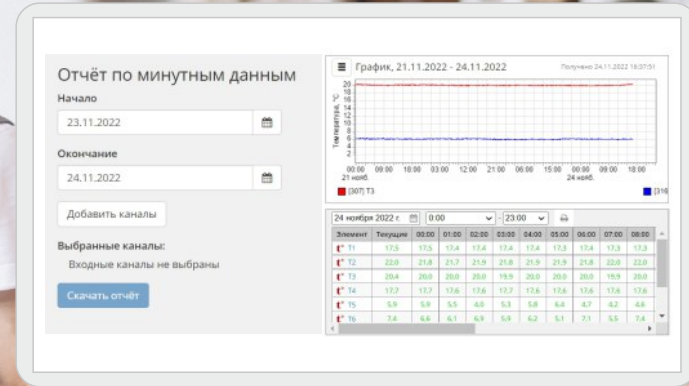 Отчёт по минутным данным
Начало
23.11.2022
Окончание
24.11.2022
Добавить каналы
Выбранные каналы:
Входные каналы не выбраны
Скачать отчёт
График, 21.11.2022 - 24.11.2022
Получено 24.11.2022 16:37:51
Температура, °C
20
18
16
14
12
10
8
6
4
2
00:00 09:00 18:00 03:00 12:00 21:00 06:00 15:00 00:00 09:00 18:00
21 нояб. 24 нояб.
[307] T3 [316
24 ноября 2022 г. 0:00 - 23:00
Элемент Текущие 00:00 01:00 02:00 03:00 04:00 05:00 06:00 07:00 08:00
t° T1 17,5 17,5 17,4 17,4 17,4 17,4 17,3 17,4 17,3 17,3
t° T2 22,0 21,8 21,7 21,9 21,8 21,9 21,9 21,8 22,0 22,0
t° T3 20,4 20,0 20,0 20,0 19,9 20,0 20,0 20,0 19,9 20,0
t° T4 17,7 17,7 17,6 17,6 17,7 17,6 17,6 17,6 17,6 17,6
t° T5 5,9 5,9 5,5 6,0 5,3 5,8 6,4 4,7 4,2 4,6
t° T6 7,4 6,6 6,1 6,9 5,9 6,2 5,1 7,1 5,5 7,4